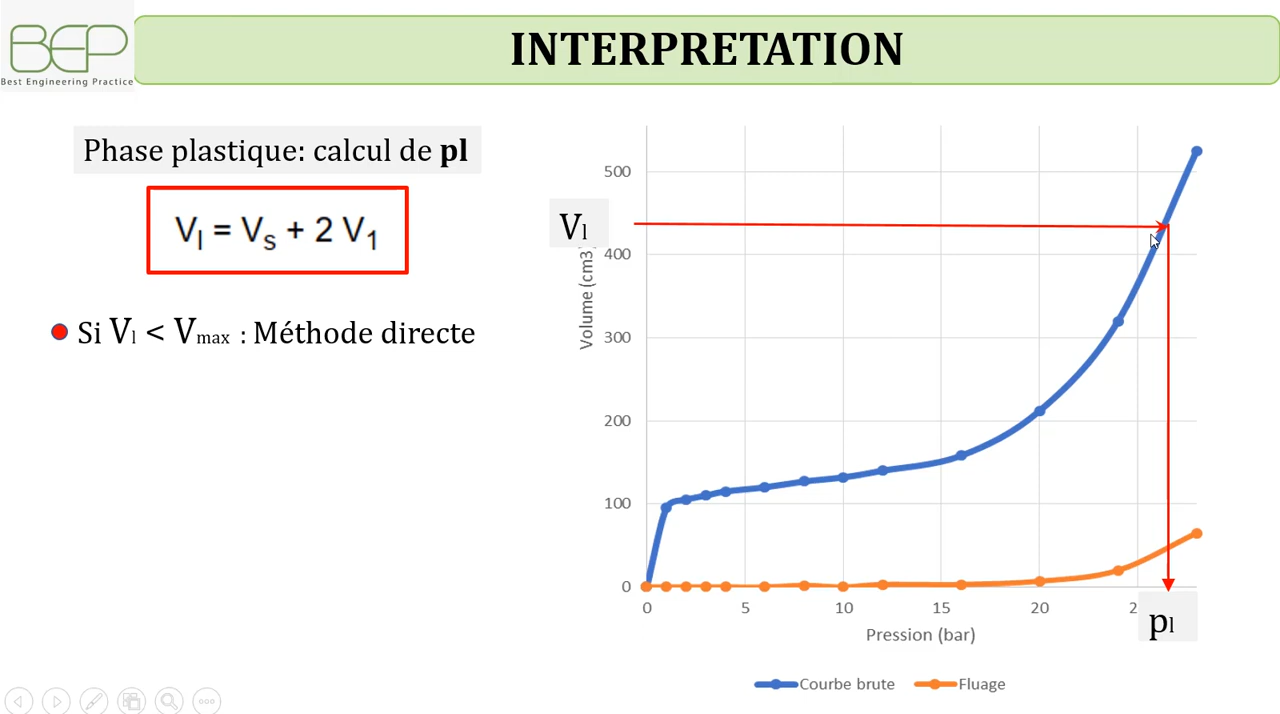 BEP
Best Engineering Practice
INTERPRETATION
Phase plastique: calcul de pl
Vl = Vs + 2 V1
Si Vl < Vmax : Méthode directe
Vl
Volume (cm3)
500
400
300
200
100
0
0 5 10 15 20 2
pl
Pression (bar)
Courbe brute Fluage